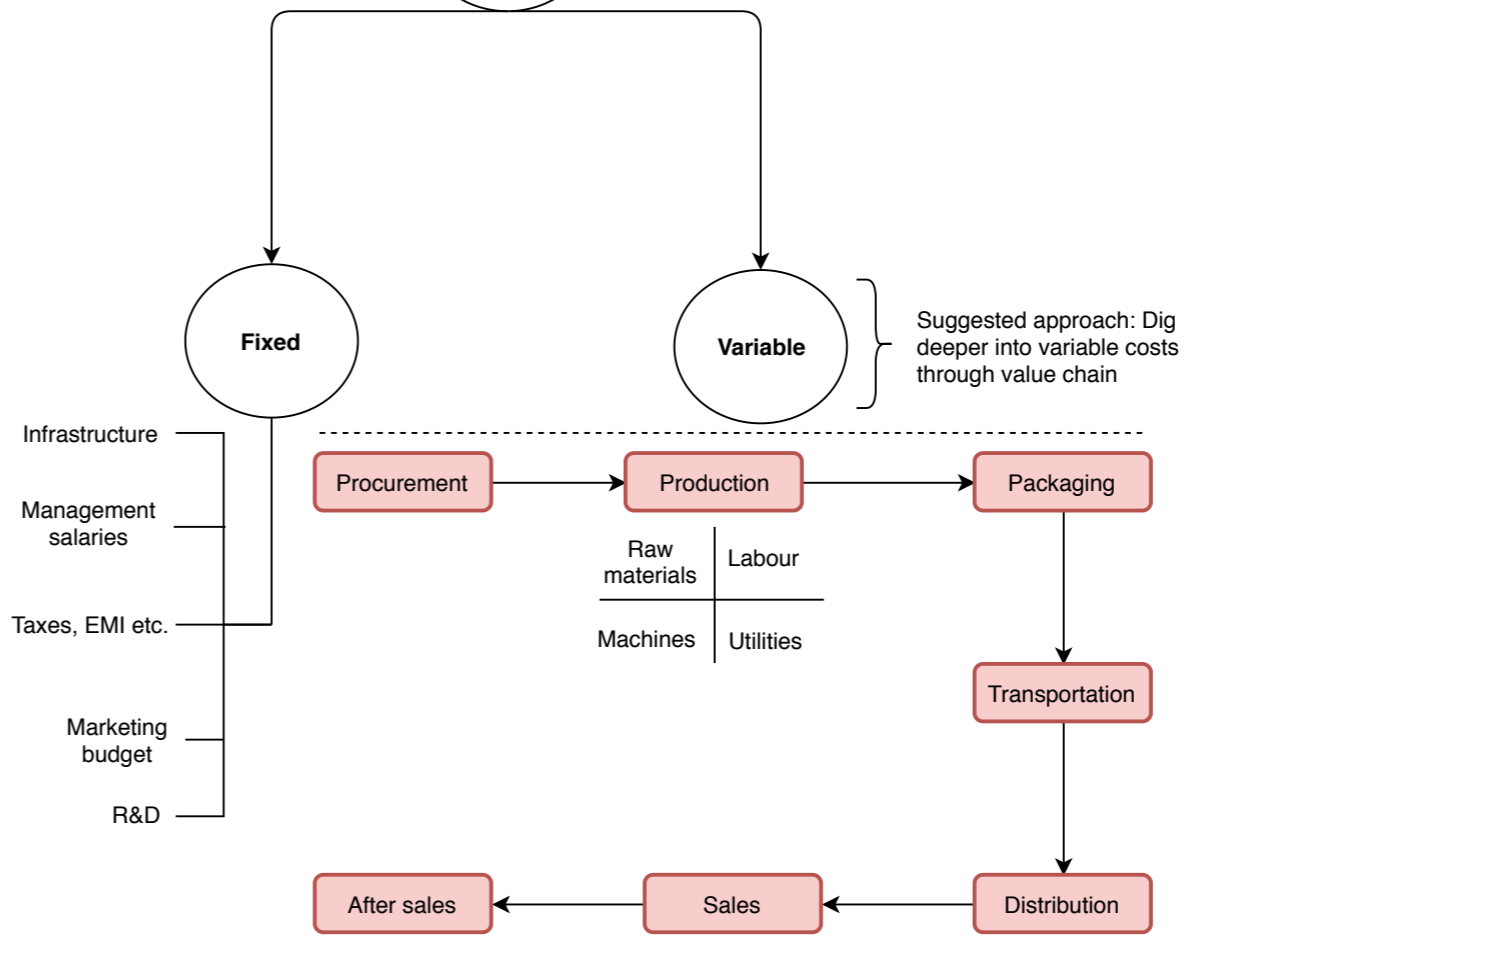 Fixed
Variable
Suggested approach: Dig
deeper into variable costs
through value chain
Infrastructure
Management
salaries
Taxes, EMI etc.
Marketing
budget
R&D
Procurement
Production
Packaging
Raw
materials
Labour
Machines
Utilities
Transportation
Distribution
Sales
After sales